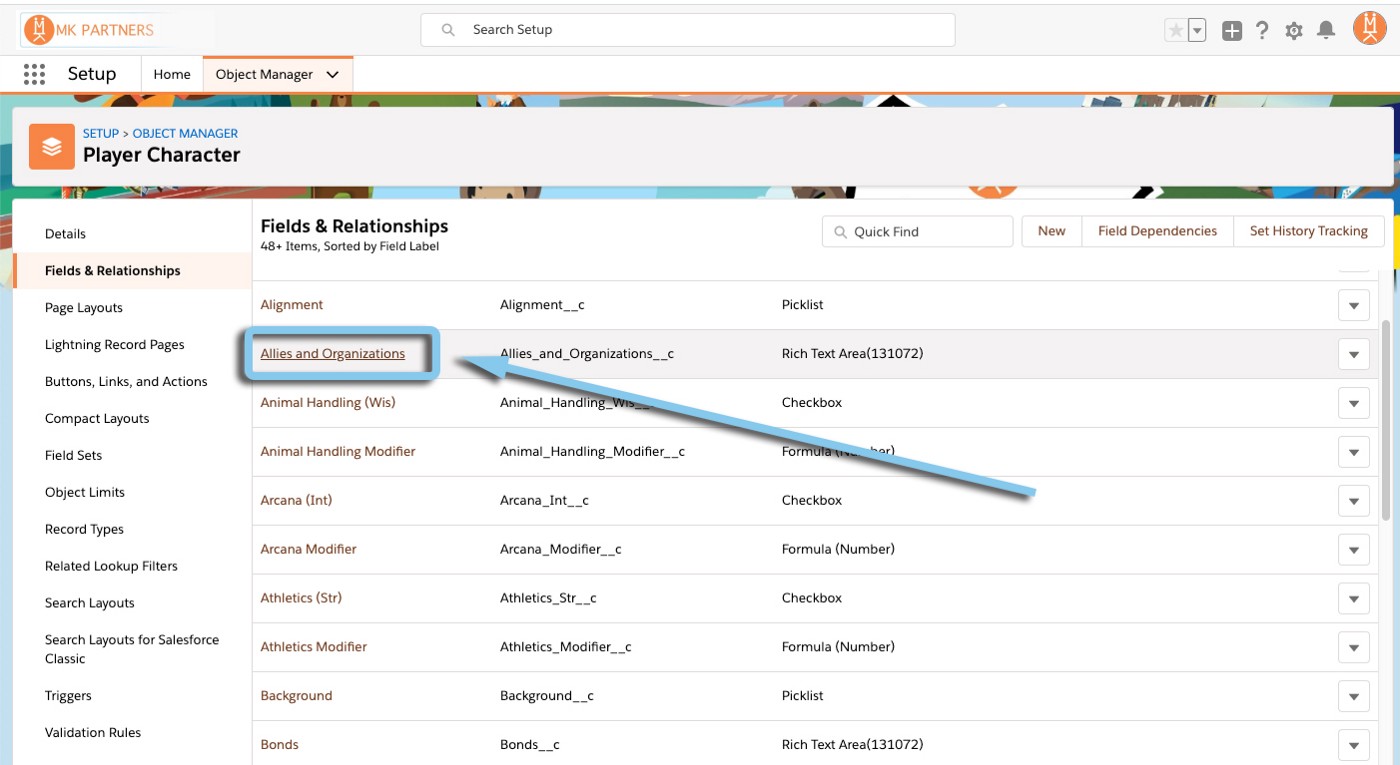 MK PARTNERS
Search Setup
Setup Home Object Manager
SETUP > OBJECT MANAGER
Player Character
Details
Fields & Relationships
Page Layouts
Lightning Record Pages
Buttons, Links, and Actions
Compact Layouts
Field Sets
Object Limits
Record Types
Related Lookup Filters
Search Layouts
Search Layouts for Salesforce
Classic
Triggers
Validation Rules
Fields & Relationships
48+ Items, Sorted by Field Label
Quick Find New Field Dependencies Set History Tracking
Alignment Alignment__c Picklist
Allies and Organizations Allies_and_Organizations__c Rich Text Area(131072)
Animal Handling (Wis) Animal_Handling_Wis__c Checkbox
Animal Handling Modifier Animal_Handling_Modifier__c Formula (Number)
Arcana (Int) Arcana_Int__c Checkbox
Arcana Modifier Arcana_Modifier__c Formula (Number)
Athletics (Str) Athletics_Str__c Checkbox
Athletics Modifier Athletics_Modifier__c Formula (Number)
Background Background__c Picklist
Bonds Bonds__c Rich Text Area(131072)